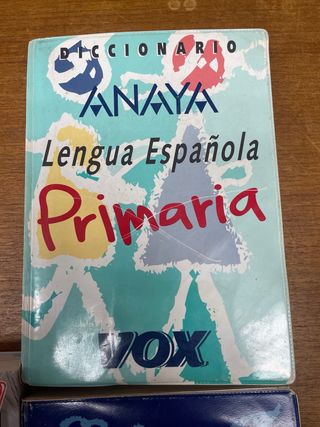 DICCIONARIO
ANAYA
Lengua Española
Primaria
VOX